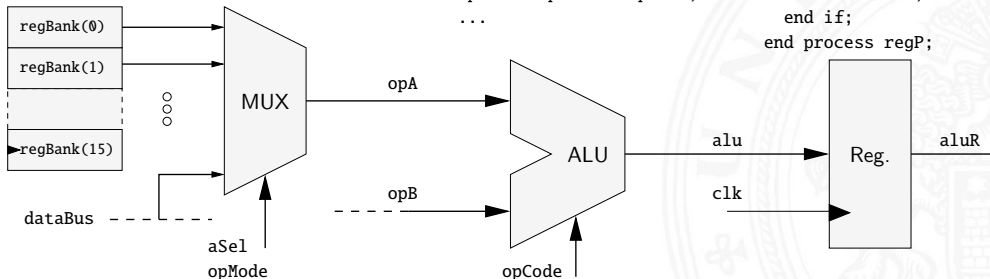 ...
end if;
end process regP;
regBank(0)
regBank(1)
regBank(15)
MUX
opA
ALU
alu
Reg.
aluR
opB
clk
dataBus
aSel
opMode
opCode